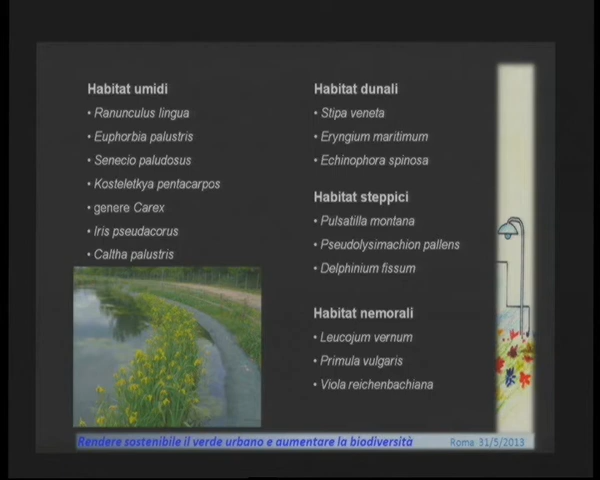 Habitat umidi
• Ranunculus lingua
• Euphorbia palustris
• Senecio paludosus
• Kosteletkya pentacarpos
• genere Carex
• Iris pseudacorus
• Caltha palustris
Habitat dunali
• Stipa veneta
• Eryngium maritimum
• Echinophora spinosa
Habitat steppici
• Pulsatilla montana
• Pseudolysimachion pallens
• Delphinium fissum
Habitat nemorali
• Leucojum vernum
• Primula vulgaris
• Viola reichenbachiana
Rendere sostenibile il verde urbano e aumentare la biodiversità Roma 31/5/2013